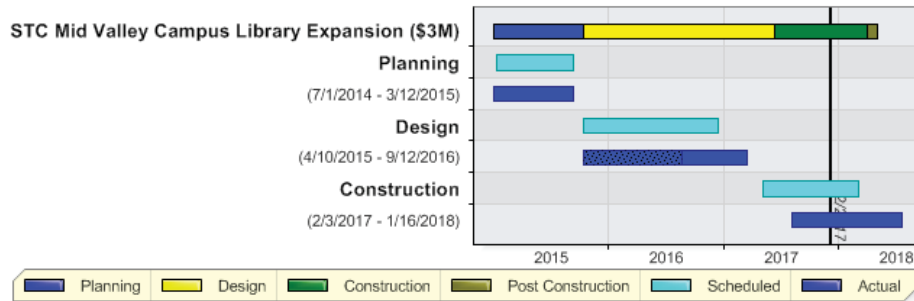 STC Mid Valley Campus Library Expansion ($3M)
Planning
(7/1/2014 - 3/12/2015)
Design
(4/10/2015 - 9/12/2016)
Construction
(2/3/2017 - 1/16/2018)
2015 2016 2017 2018
Planning Design Construction Post Construction Scheduled Actual